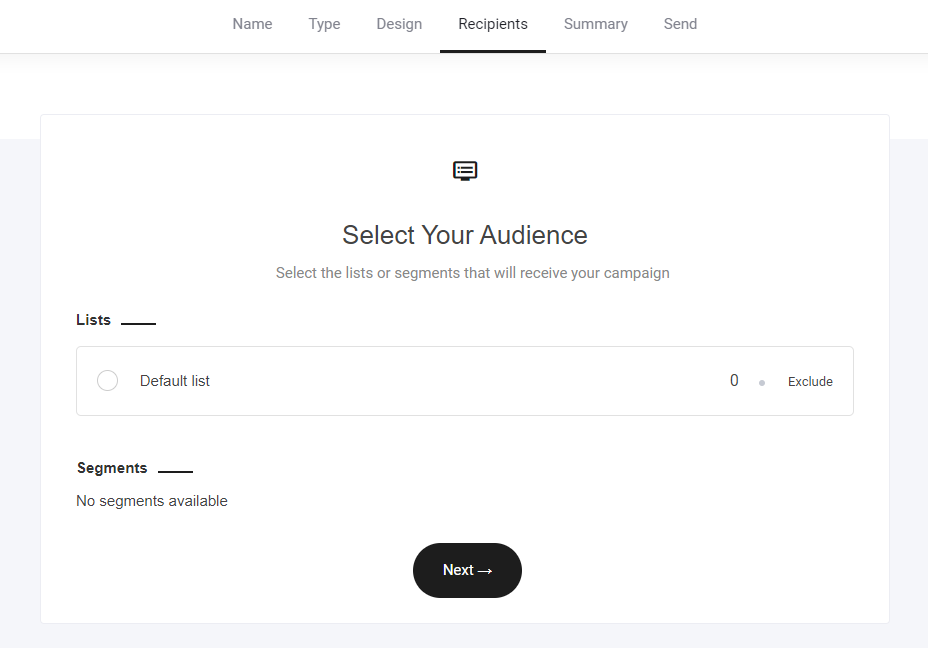 Name Type Design Recipients Summary Send
Select Your Audience
Select the lists or segments that will receive your campaign
Lists
Default list 0 Exclude
Segments
No segments available
Next →